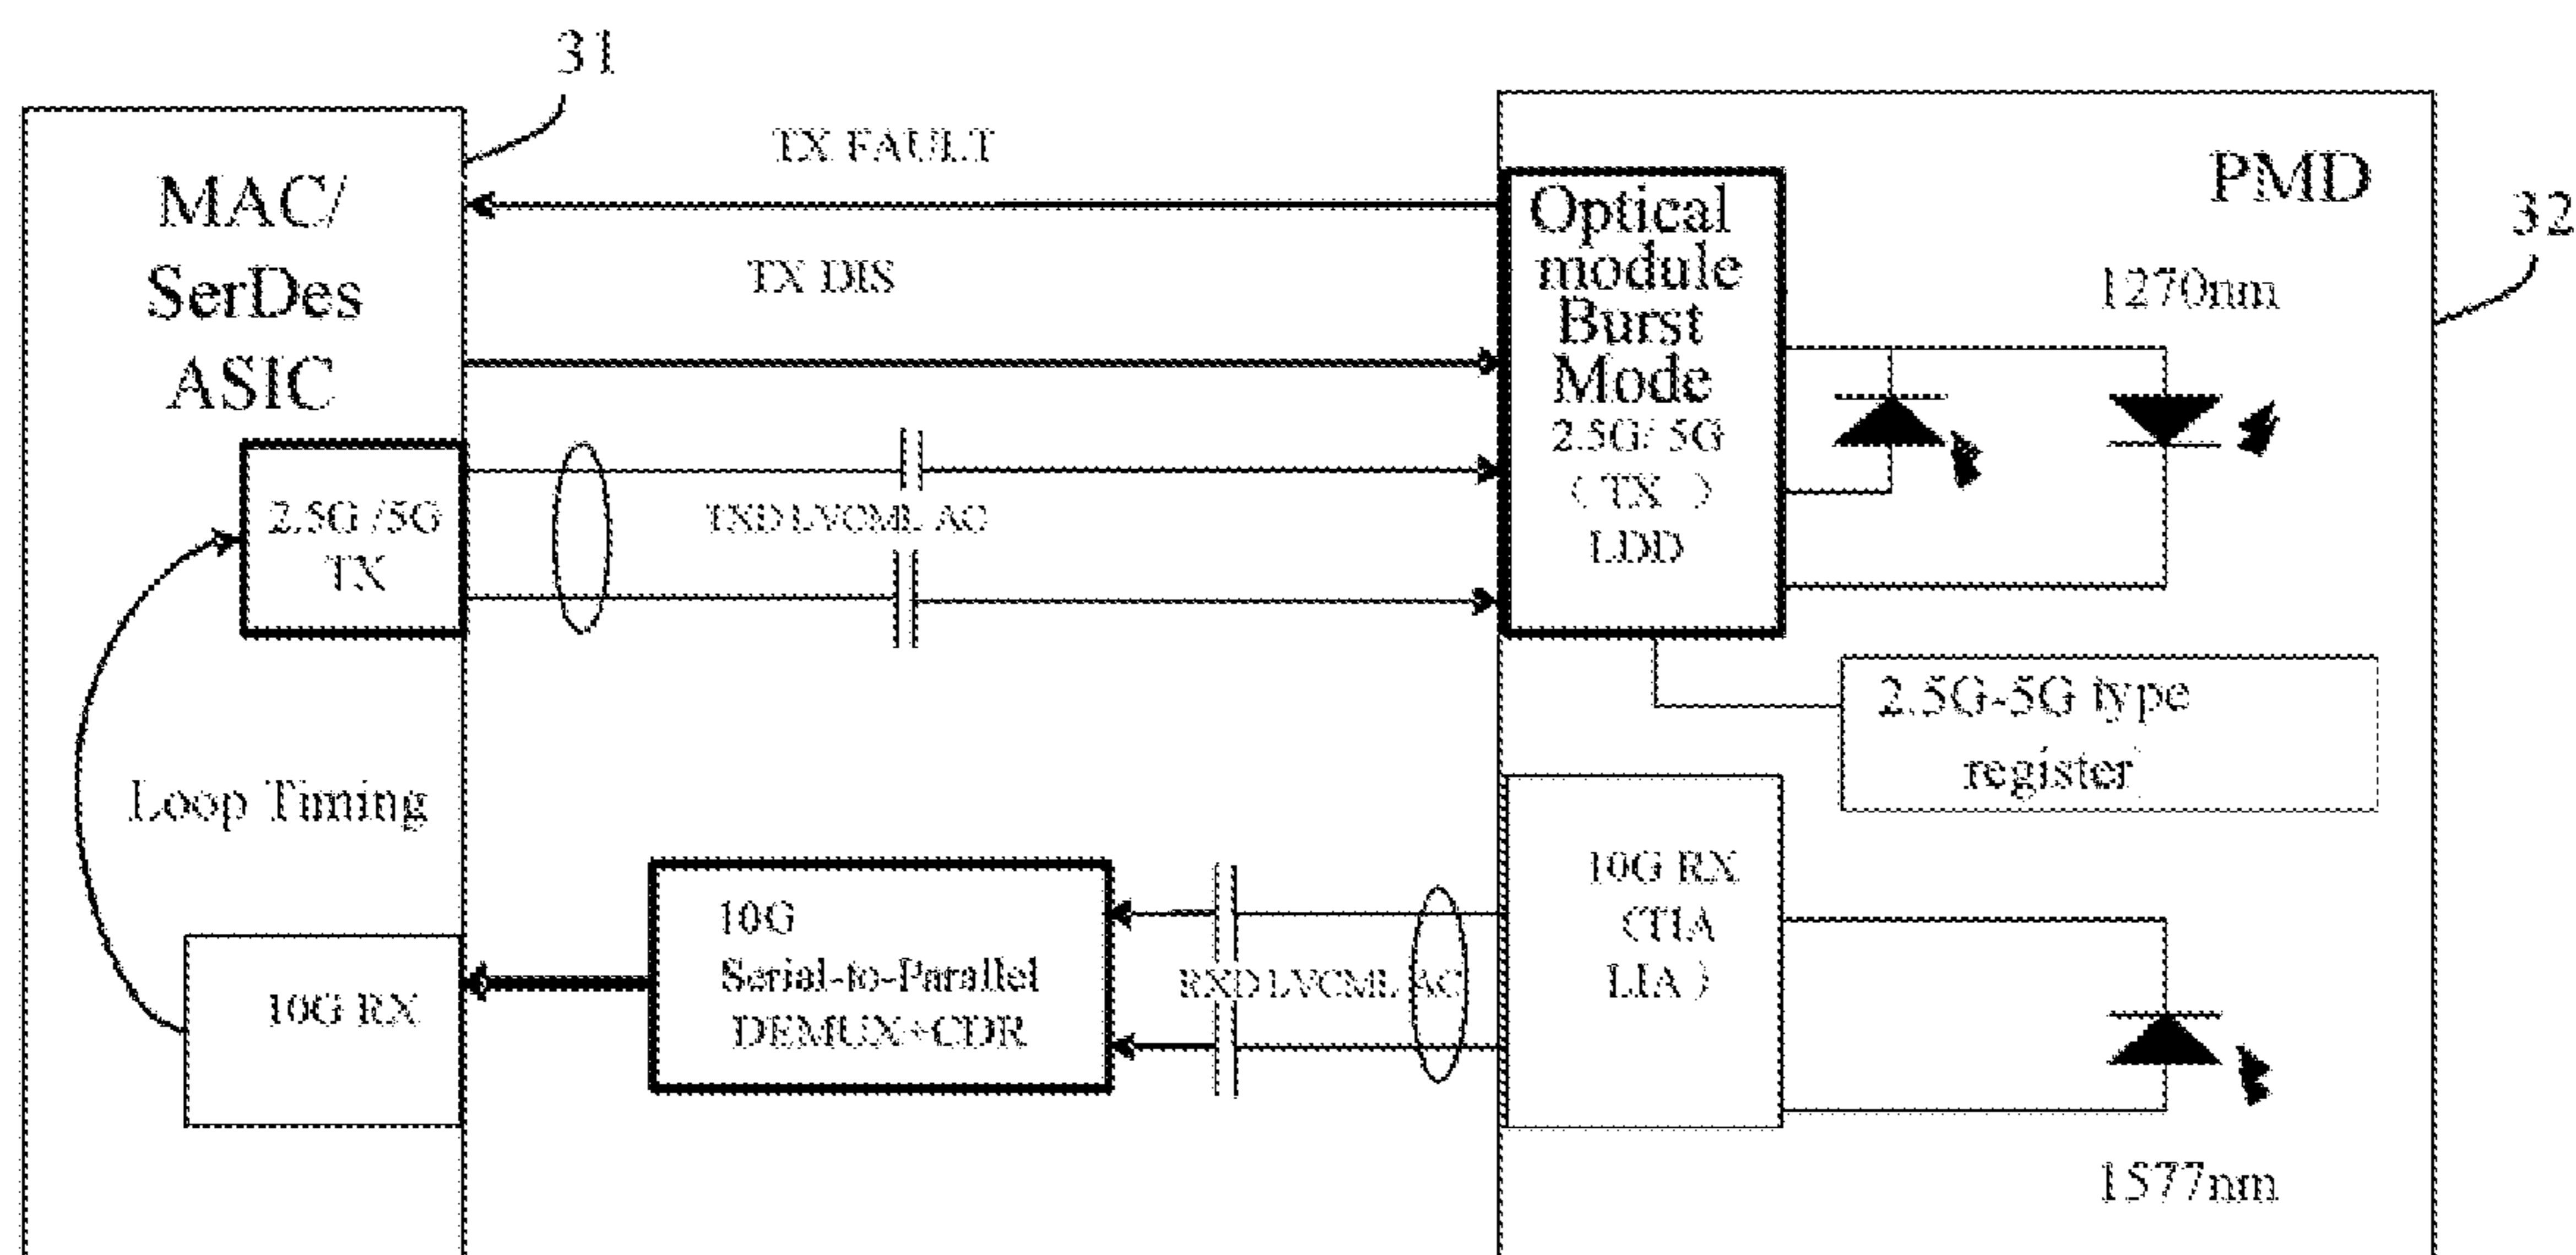 31
MAC/
SerDes
ASIC
TX FAULT
TX DIS
2.5G /5G
TX
TXD LVCML AC
Loop Timing
10G RX
10G
Serial-to-Parallel
DEMUX+CDR
RXD LVCML AC
PMD
32
Optical
module
Burst
Mode
2.5G/ 5G
( TX )
LDD
1270nm
2.5G-5G type
register
10G RX
(TIA
LIA )
1577nm